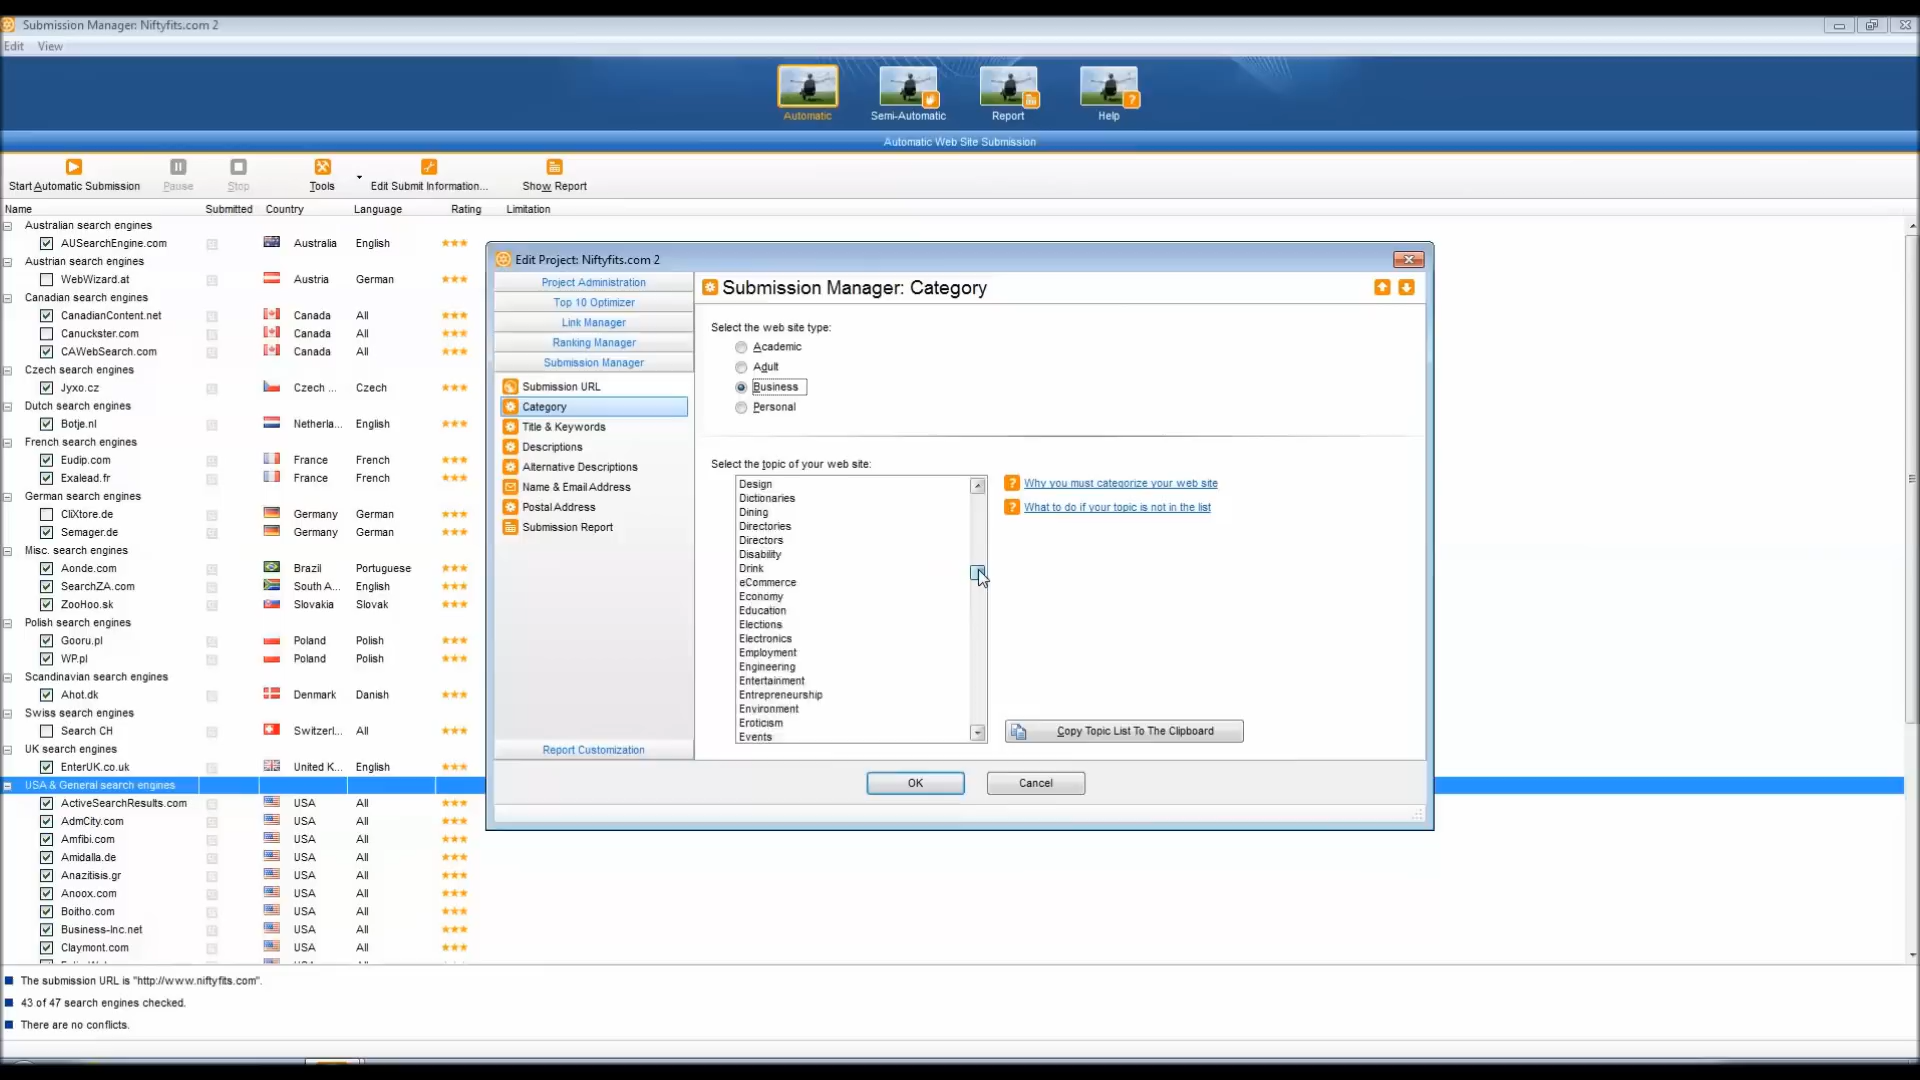 Submission Manager: Niftyfits.com 2
Edit View
Automatic Semi-Automatic Report Help
Automatic Web Site Submission
Start Automatic Submission Pause Stop Tools Edit Submit Information... Show Report
Name Submitted Country Language Rating Limitation
Australian search engines
AUSearchEngine.com Australia English
Austrian search engines
WebWizard.at Austria German
Canadian search engines
CanadianContent.net Canada All
Canuckster.com Canada All
CAWebSearch.com Canada All
Czech search engines
Jyxo.cz Czech ... Czech
Dutch search engines
Botje.nl Netherla... English
French search engines
Eudip.com France French
Exalead.fr France French
German search engines
CliXtore.de Germany German
Semager.de Germany German
Misc. search engines
Aonde.com Brazil Portuguese
SearchZA.com South A... English
ZooHoo.sk Slovakia Slovak
Polish search engines
Gooru.pl Poland Polish
WP.pl Poland Polish
Scandinavian search engines
Ahot.dk Denmark Danish
Swiss search engines
Search CH Switzerl... All
UK search engines
EnterUK.co.uk United K... English
USA & General search engines
ActiveSearchResults.com USA All
AdmCity.com USA All
Amfibi.com USA All
Amidalla.de USA All
Anazitisis.gr USA All
Anoox.com USA All
Boitho.com USA All
Business-Inc.net USA All
Claymont.com USA All
The submission URL is "http://www.niftyfits.com".
43 of 47 search engines checked.
There are no conflicts.
Edit Project: Niftyfits.com 2
Project Administration
Top 10 Optimizer
Link Manager
Ranking Manager
Submission Manager
Submission URL
Category
Title & Keywords
Descriptions
Alternative Descriptions
Name & Email Address
Postal Address
Submission Report
Report Customization
Submission Manager: Category
Select the web site type:
Academic
Adult
Business
Personal
Select the topic of your web site:
Design
Dictionaries
Dining
Directories
Directors
Disability
Drink
eCommerce
Economy
Education
Elections
Electronics
Employment
Engineering
Entertainment
Entrepreneurship
Environment
Eroticism
Events
Why you must categorize your web site
What to do if your topic is not in the list
Copy Topic List To The Clipboard
OK Cancel